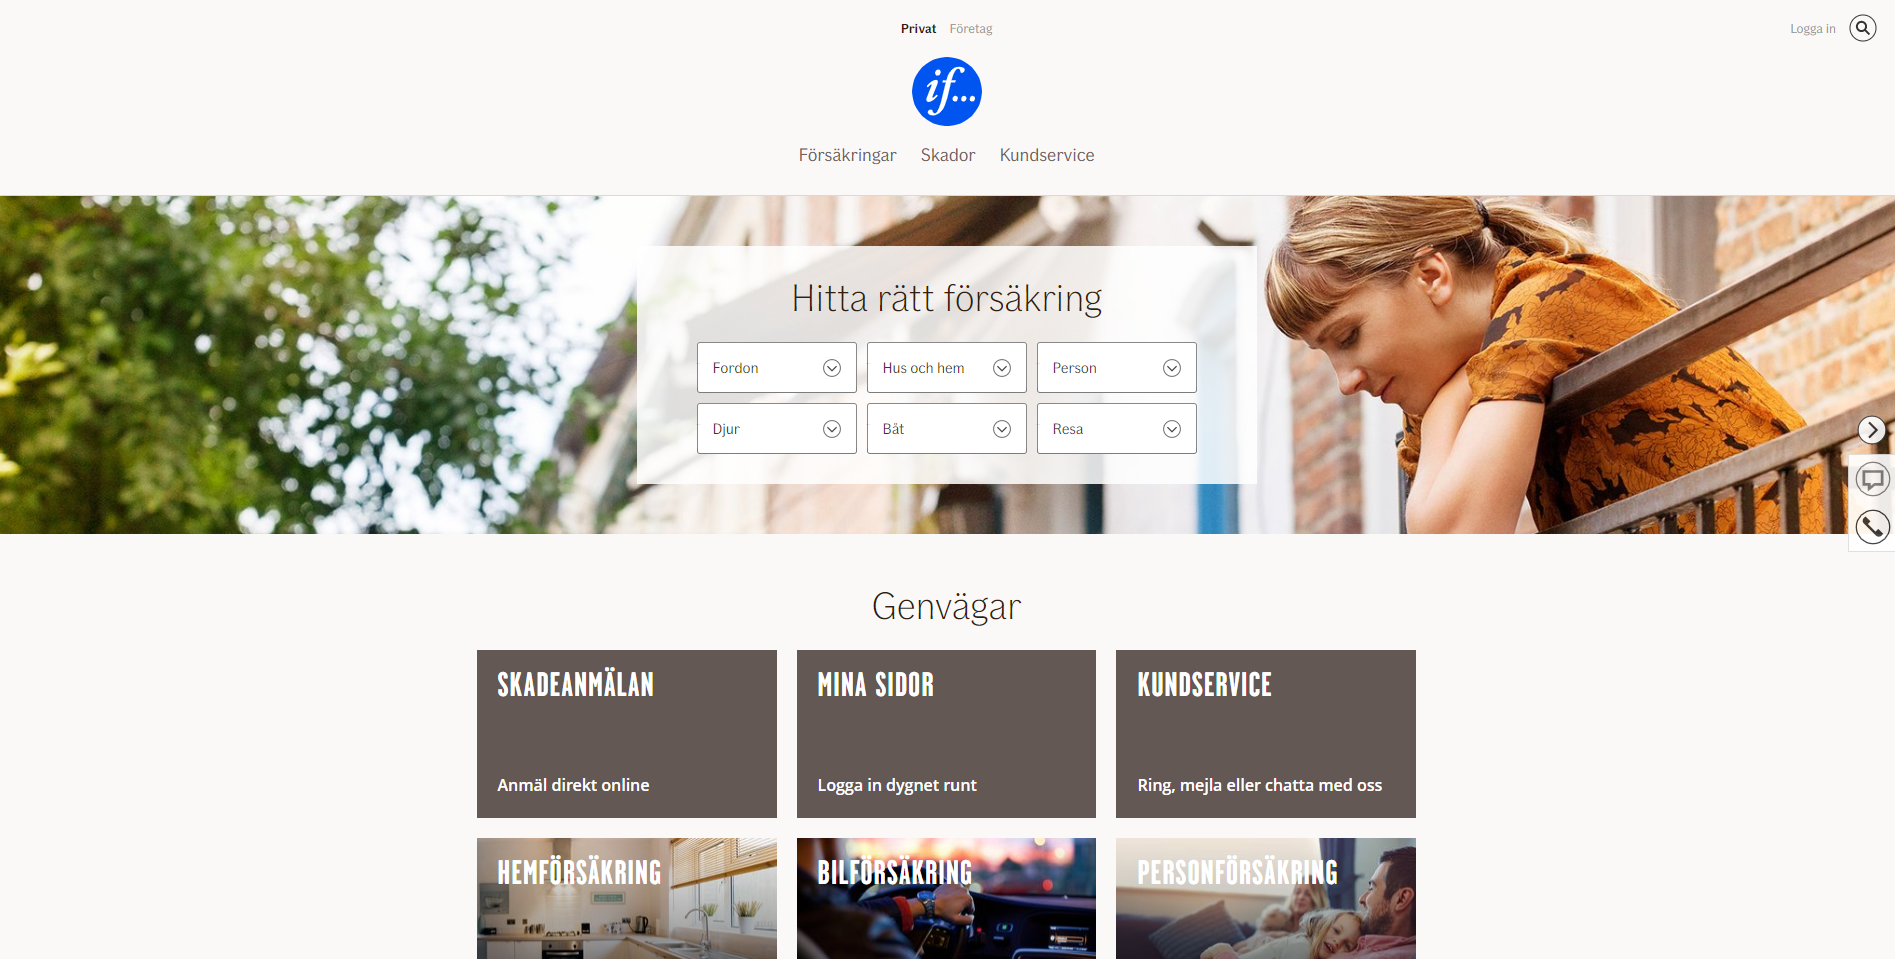 Privat Företag
Logga in
if...
Försäkringar Skador Kundservice
Hitta rätt försäkring
Fordon Hus och hem Person
Djur Båt Resa
Genvägar
SKADEANMÄLAN
Anmäl direkt online
MINA SIDOR
Logga in dygnet runt
KUNDSERVICE
Ring, mejla eller chatta med oss
HEMFÖRSÄKRING
BILFÖRSÄKRING
PERSONFÖRSÄKRING